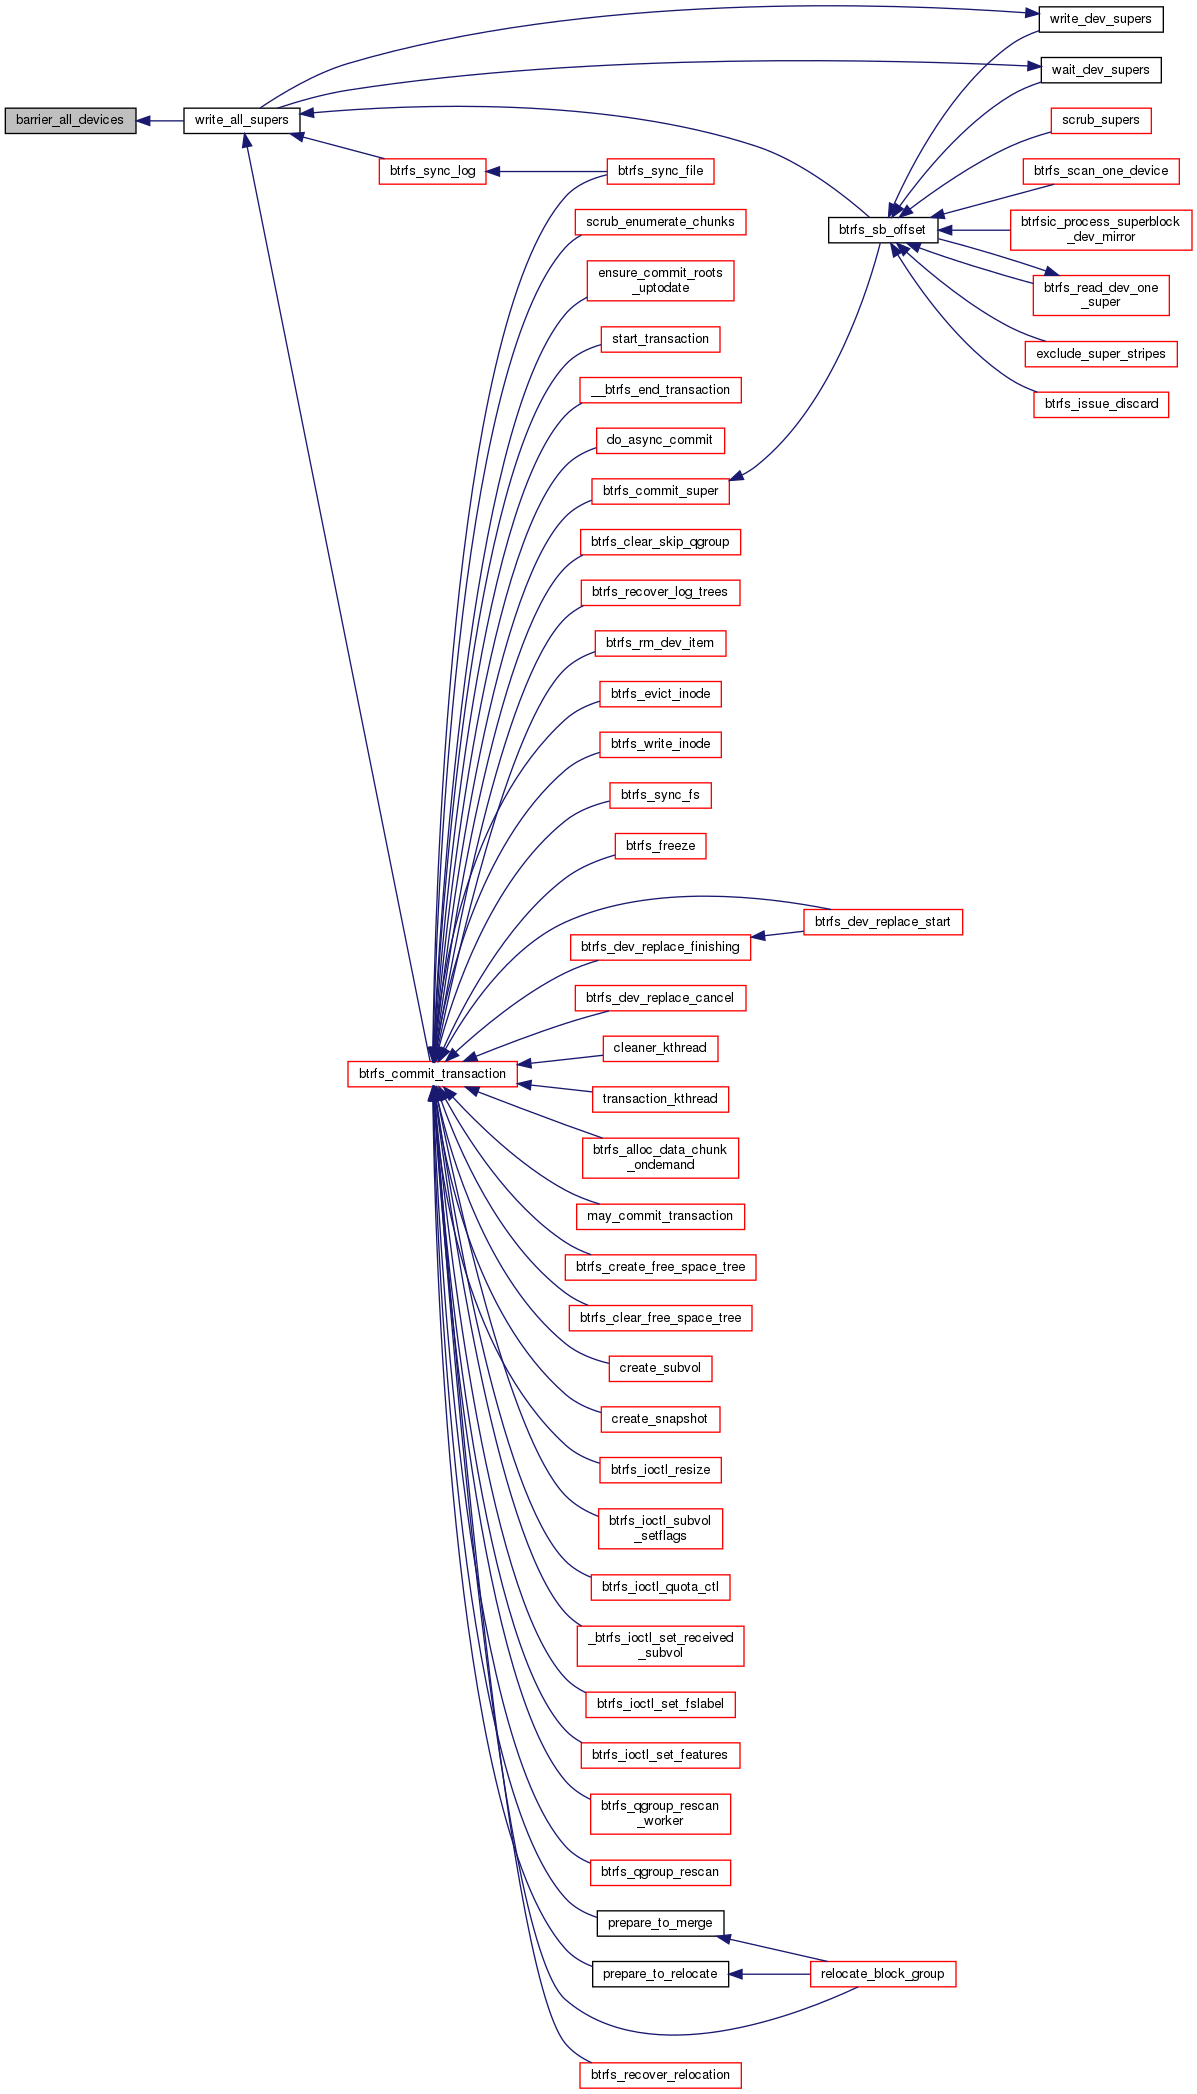 write_dev_supers
wait_dev_supers
barrier_all_devices
write_all_supers
scrub_supers
btrfs_sync_log
btrfs_sync_file
btrfs_scan_one_device
scrub_enumerate_chunks
btrfs_sb_offset
btrfsic_process_superblock
_dev_mirror
ensure_commit_roots
_uptodate
btrfs_read_dev_one
_super
start_transaction
exclude_super_stripes
__btrfs_end_transaction
btrfs_issue_discard
do_async_commit
btrfs_commit_super
btrfs_clear_skip_qgroup
btrfs_recover_log_trees
btrfs_rm_dev_item
btrfs_evict_inode
btrfs_write_inode
btrfs_sync_fs
btrfs_freeze
btrfs_dev_replace_start
btrfs_dev_replace_finishing
btrfs_dev_replace_cancel
cleaner_kthread
btrfs_commit_transaction
transaction_kthread
btrfs_alloc_data_chunk
_ondemand
may_commit_transaction
btrfs_create_free_space_tree
btrfs_clear_free_space_tree
create_subvol
create_snapshot
btrfs_ioctl_resize
btrfs_ioctl_subvol
_setflags
btrfs_ioctl_quota_ctl
_btrfs_ioctl_set_received
_subvol
btrfs_ioctl_set_fslabel
btrfs_ioctl_set_features
btrfs_qgroup_rescan
_worker
btrfs_qgroup_rescan
prepare_to_merge
prepare_to_relocate
relocate_block_group
btrfs_recover_relocation